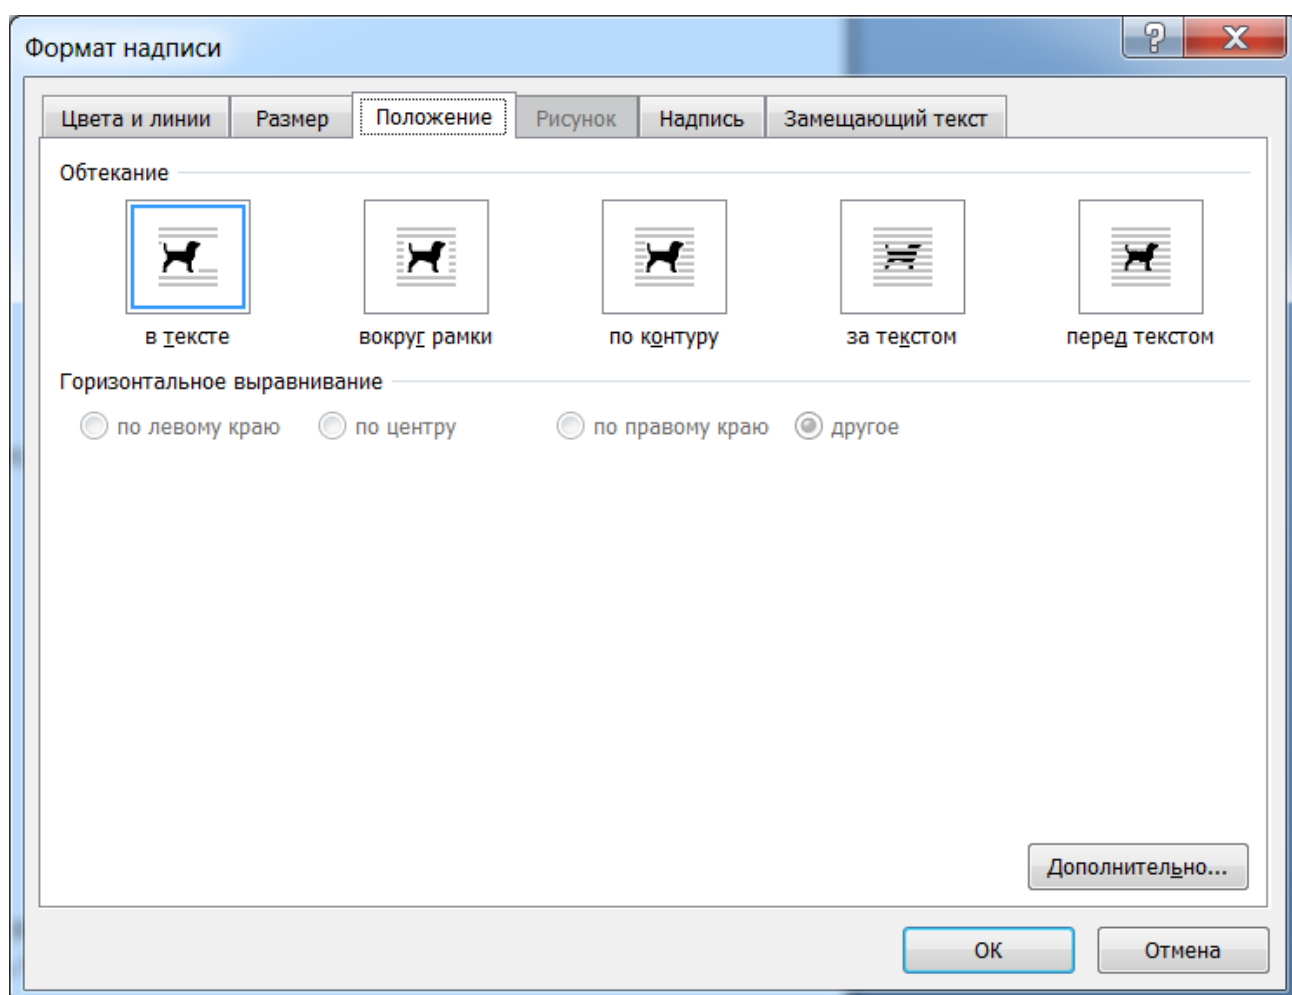 Формат надписи
Цвета и линии Размер Положение Рисунок Надпись Замещающий текст
Обтекание
в тексте вокруг рамки по контуру за текстом перед текстом
Горизонтальное выравнивание
по левому краю по центру по правому краю другое
Дополнительно...
ОК Отмена